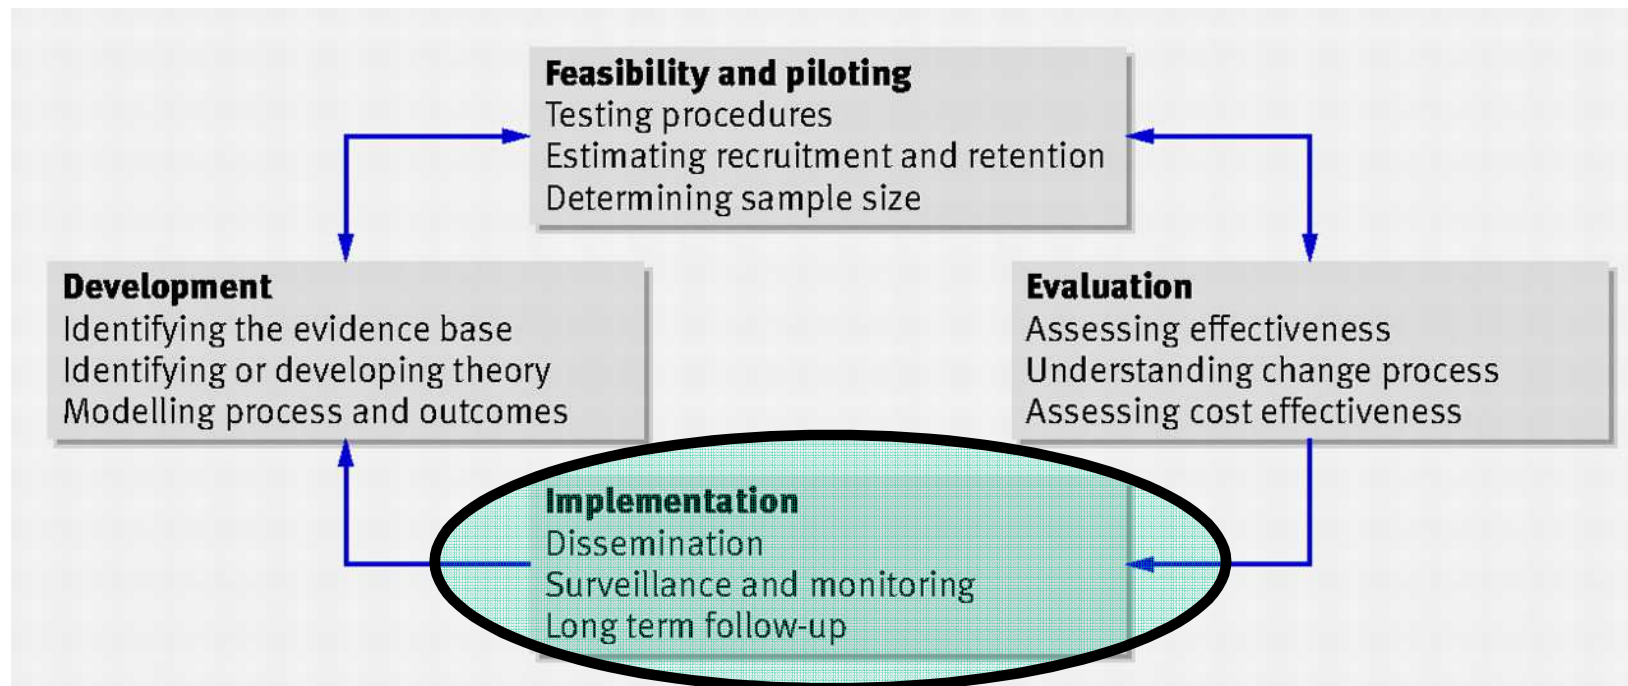 Feasibility and piloting
Testing procedures
Estimating recruitment and retention
Determining sample size
Development
Identifying the evidence base
Identifying or developing theory
Modelling process and outcomes
Evaluation
Assessing effectiveness
Understanding change process
Assessing cost effectiveness
Implementation
Dissemination
Surveillance and monitoring
Long term follow-up